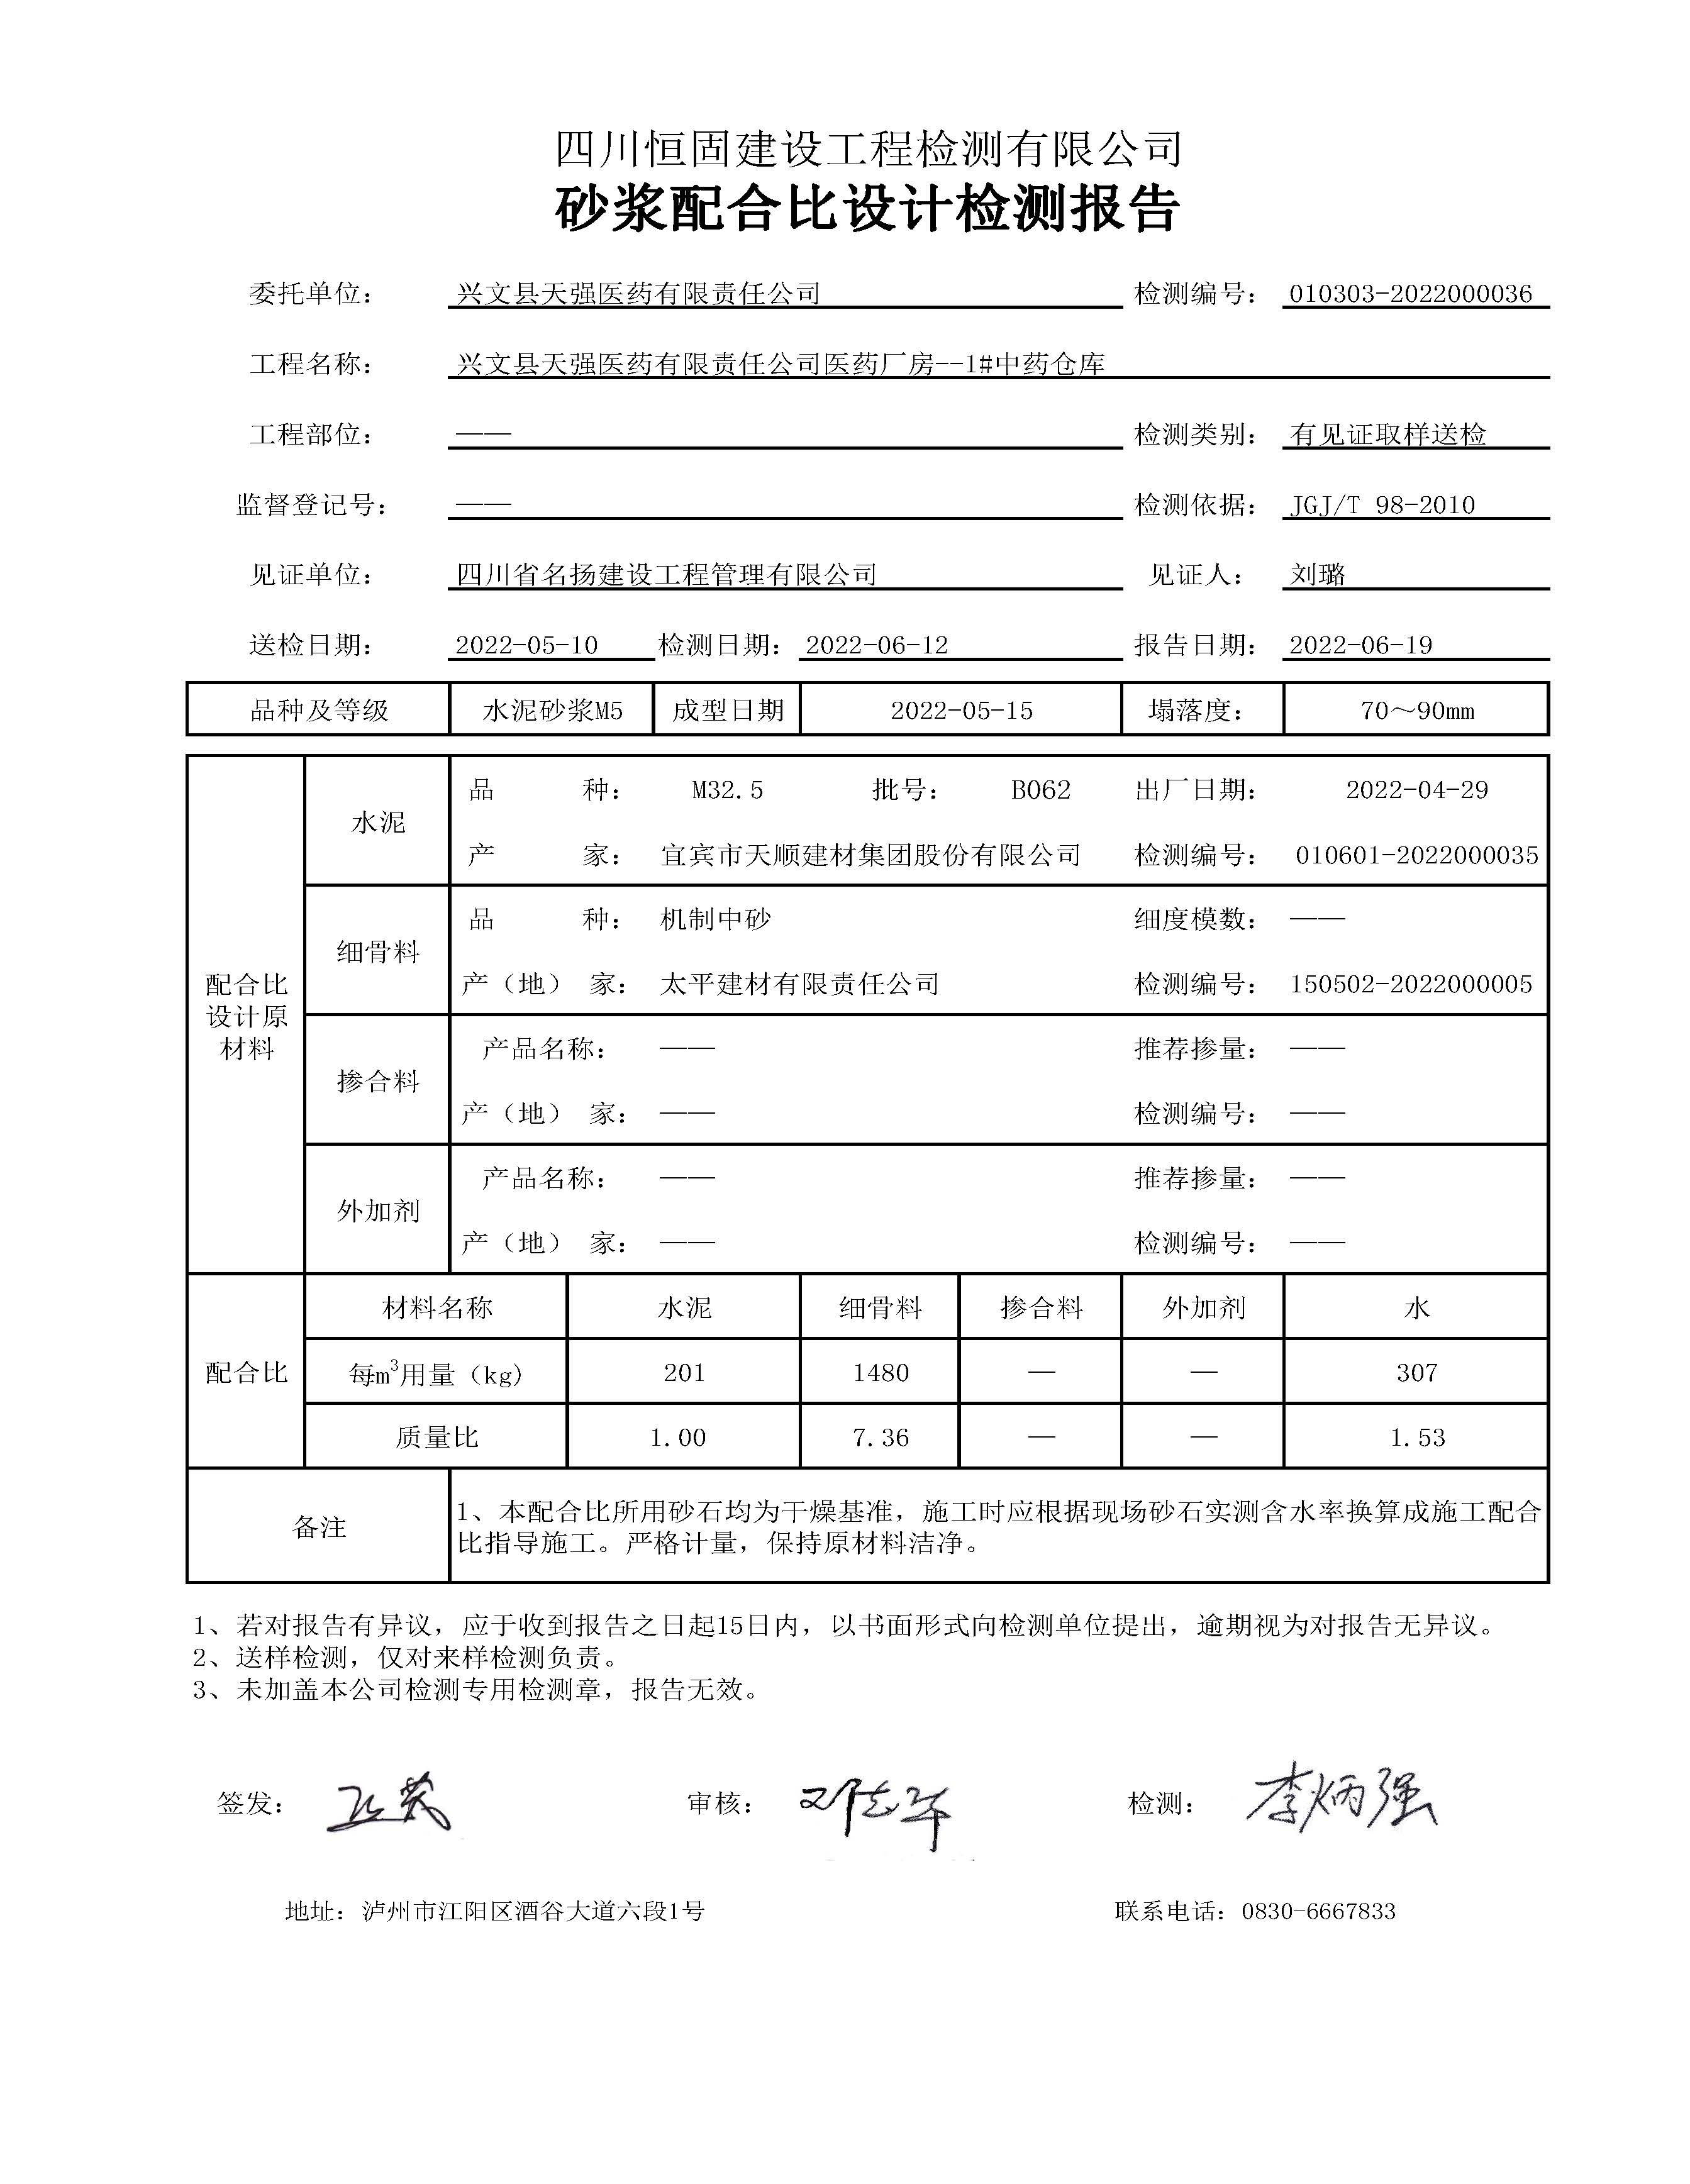 四川恒固建设工程检测有限公司
砂浆配合比设计检测报告
委托单位： 兴文县天强医药有限责任公司 检测编号： 010303-2022000036
工程名称： 兴文县天强医药有限责任公司医药厂房--1#中药仓库
工程部位： —— 检测类别： 有见证取样送检
监督登记号： —— 检测依据： JGJ/T 98-2010
见证单位： 四川省名扬建设工程管理有限公司 见证人： 刘璐
送检日期： 2022-05-10 检测日期： 2022-06-12 报告日期： 2022-06-19
品种及等级 水泥砂浆M5 成型日期 2022-05-15 塌落度： 70～90mm
配合比设计原材料
水泥
品 种： M32.5 批号： B062 出厂日期： 2022-04-29
产 家： 宜宾市天顺建材集团股份有限公司 检测编号： 010601-2022000035
细骨料
品 种： 机制中砂 细度模数： ——
产（地） 家： 太平建材有限责任公司 检测编号： 150502-2022000005
掺合料
产品名称： —— 推荐掺量： ——
产（地） 家： —— 检测编号： ——
外加剂
产品名称： —— 推荐掺量： ——
产（地） 家： —— 检测编号： ——
配合比
材料名称 水泥 细骨料 掺合料 外加剂 水
每m³用量（kg） 201 1480 — — 307
质量比 1.00 7.36 — — 1.53
备注
1、本配合比所用砂石均为干燥基准，施工时应根据现场砂石实测含水率换算成施工配合
比指导施工。严格计量，保持原材料洁净。
1、若对报告有异议，应于收到报告之日起15日内，以书面形式向检测单位提出，逾期视为对报告无异议。
2、送样检测，仅对来样检测负责。
3、未加盖本公司检测专用检测章，报告无效。
签发： 审核： 检测： 李炳强
地址：泸州市江阳区酒谷大道六段1号 联系电话：0830-6667833